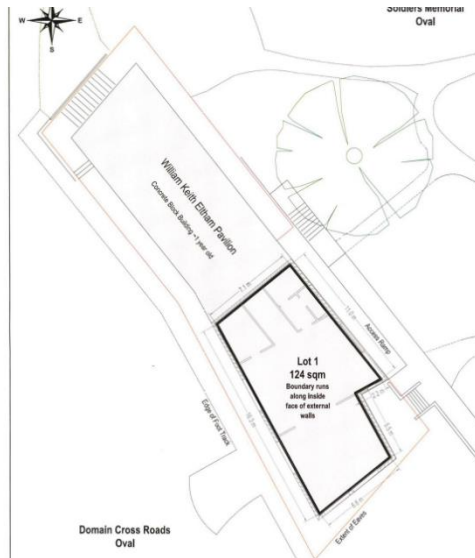 Soldiers Memorial
Oval
W
E
S
William Keith Eltham Pavilion
Concrete Block Building <1 year old
Access Ramp
Lot 1
124 sqm
Boundary runs
along Inside
face of external
walls
Edge of Foot Track
Extent of Eaves
Domain Cross Roads
Oval